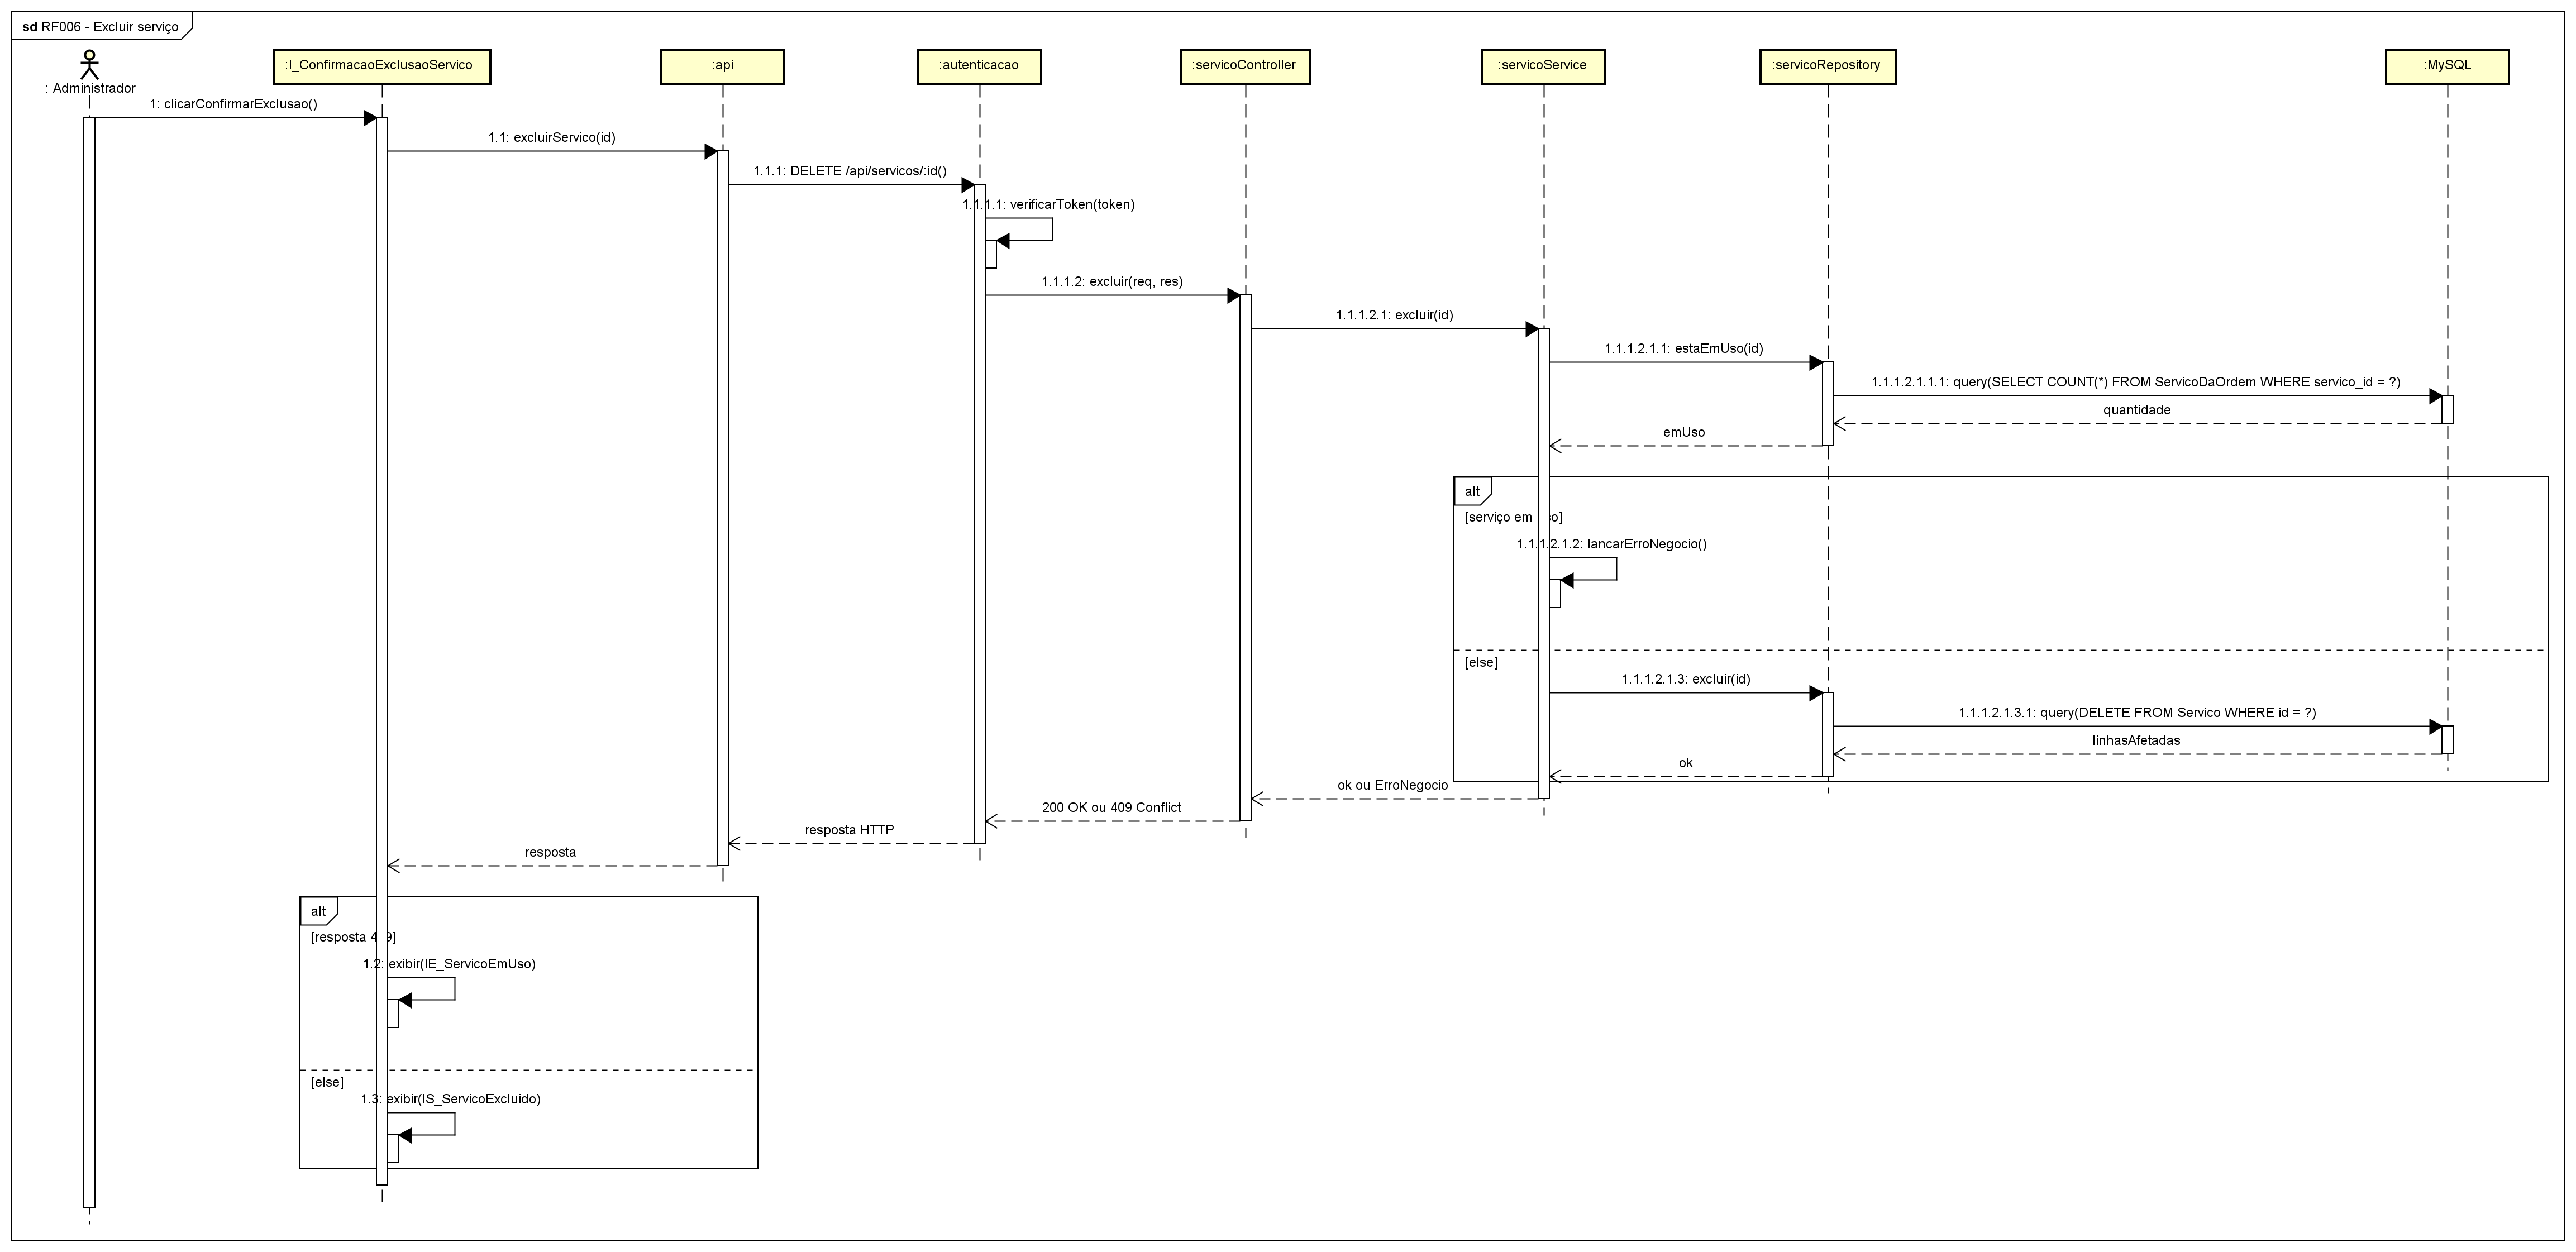 sd RF006 - Excluir serviço
: Administrador
:I_ConfirmacaoExclusaoServico
:api
:autenticacao
:servicoController
:servicoService
:servicoRepository
:MySQL
1: clicarConfirmarExclusao()
1.1: excluirServico(id)
1.1.1: DELETE /api/servicos/:id()
1.1.1.1: verificarToken(token)
1.1.1.2: excluir(req, res)
1.1.1.2.1: excluir(id)
1.1.1.2.1.1: estaEmUso(id)
1.1.1.2.1.1.1: query(SELECT COUNT(*) FROM ServicoDaOrdem WHERE servico_id = ?)
quantidade
emUso
alt
[serviço em uso]
1.1.1.2.1.2: lancarErroNegocio()
[else]
1.1.1.2.1.3: excluir(id)
1.1.1.2.1.3.1: query(DELETE FROM Servico WHERE id = ?)
linhasAfetadas
ok
ok ou ErroNegocio
200 OK ou 409 Conflict
resposta HTTP
resposta
alt
[resposta 409]
1.2: exibir(IE_ServicoEmUso)
[else]
1.3: exibir(IS_ServicoExcluido)